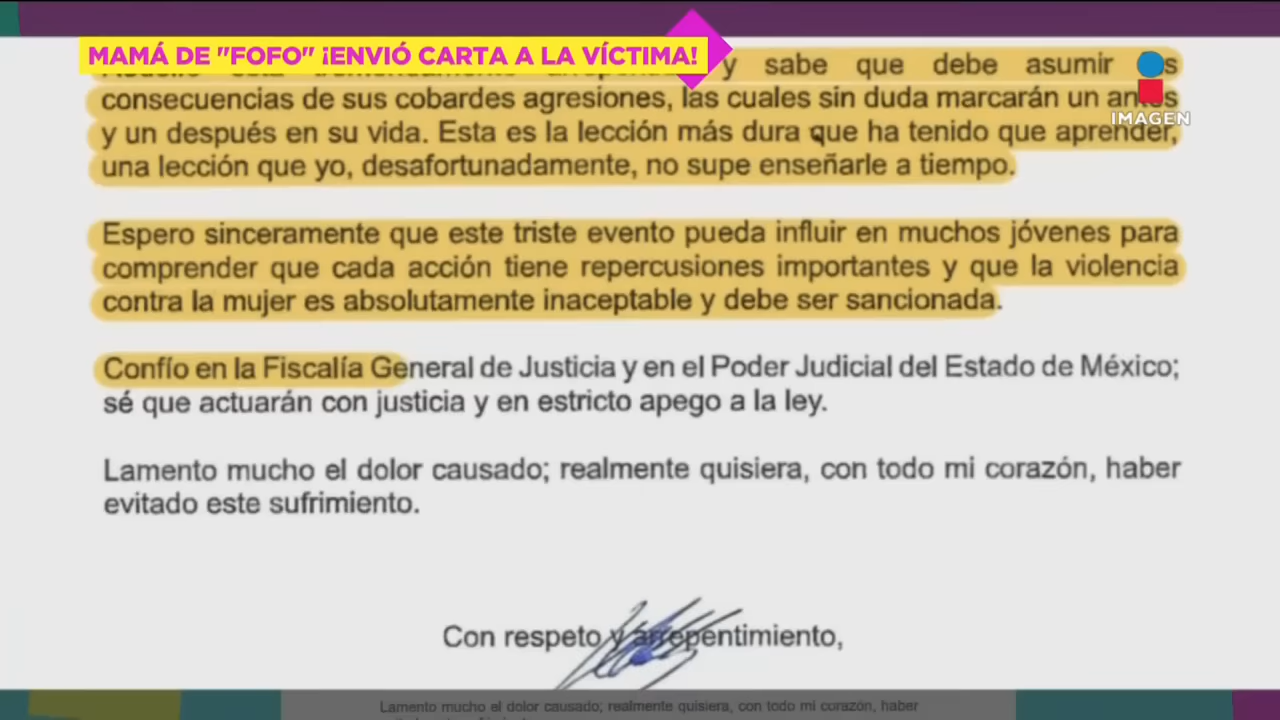 MAMÁ DE "FOFO" ¡ENVIÓ CARTA A LA VÍCTIMA!
y sabe que debe asumir
consecuencias de sus cobardes agresiones, las cuales sin duda marcarán un antes
IMAGEN
y un después en su vida. Esta es la lección más dura que ha tenido que aprender,
una lección que yo, desafortunadamente, no supe enseñarle a tiempo.
Espero sinceramente que este triste evento pueda influir en muchos jóvenes para
comprender que cada acción tiene repercusiones importantes y que la violencia
contra la mujer es absolutamente inaceptable y debe ser sancionada.
Confío en la Fiscalía General de Justicia y en el Poder Judicial del Estado de México;
sé que actuarán con justicia y en estricto apego a la ley.
Lamento mucho el dolor causado; realmente quisiera, con todo mi corazón, haber
evitado este sufrimiento.
Con respeto y arrepentimiento,
Lamento mucho el dolor causado; realmente quisiera, con todo mi corazón, haber